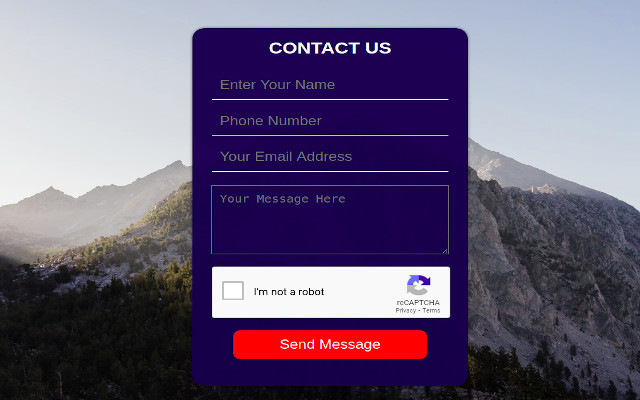 CONTACT US
Enter Your Name
Phone Number
Your Email Address
Your Message Here
I'm not a robot
reCAPTCHA
Privacy - Terms
Send Message